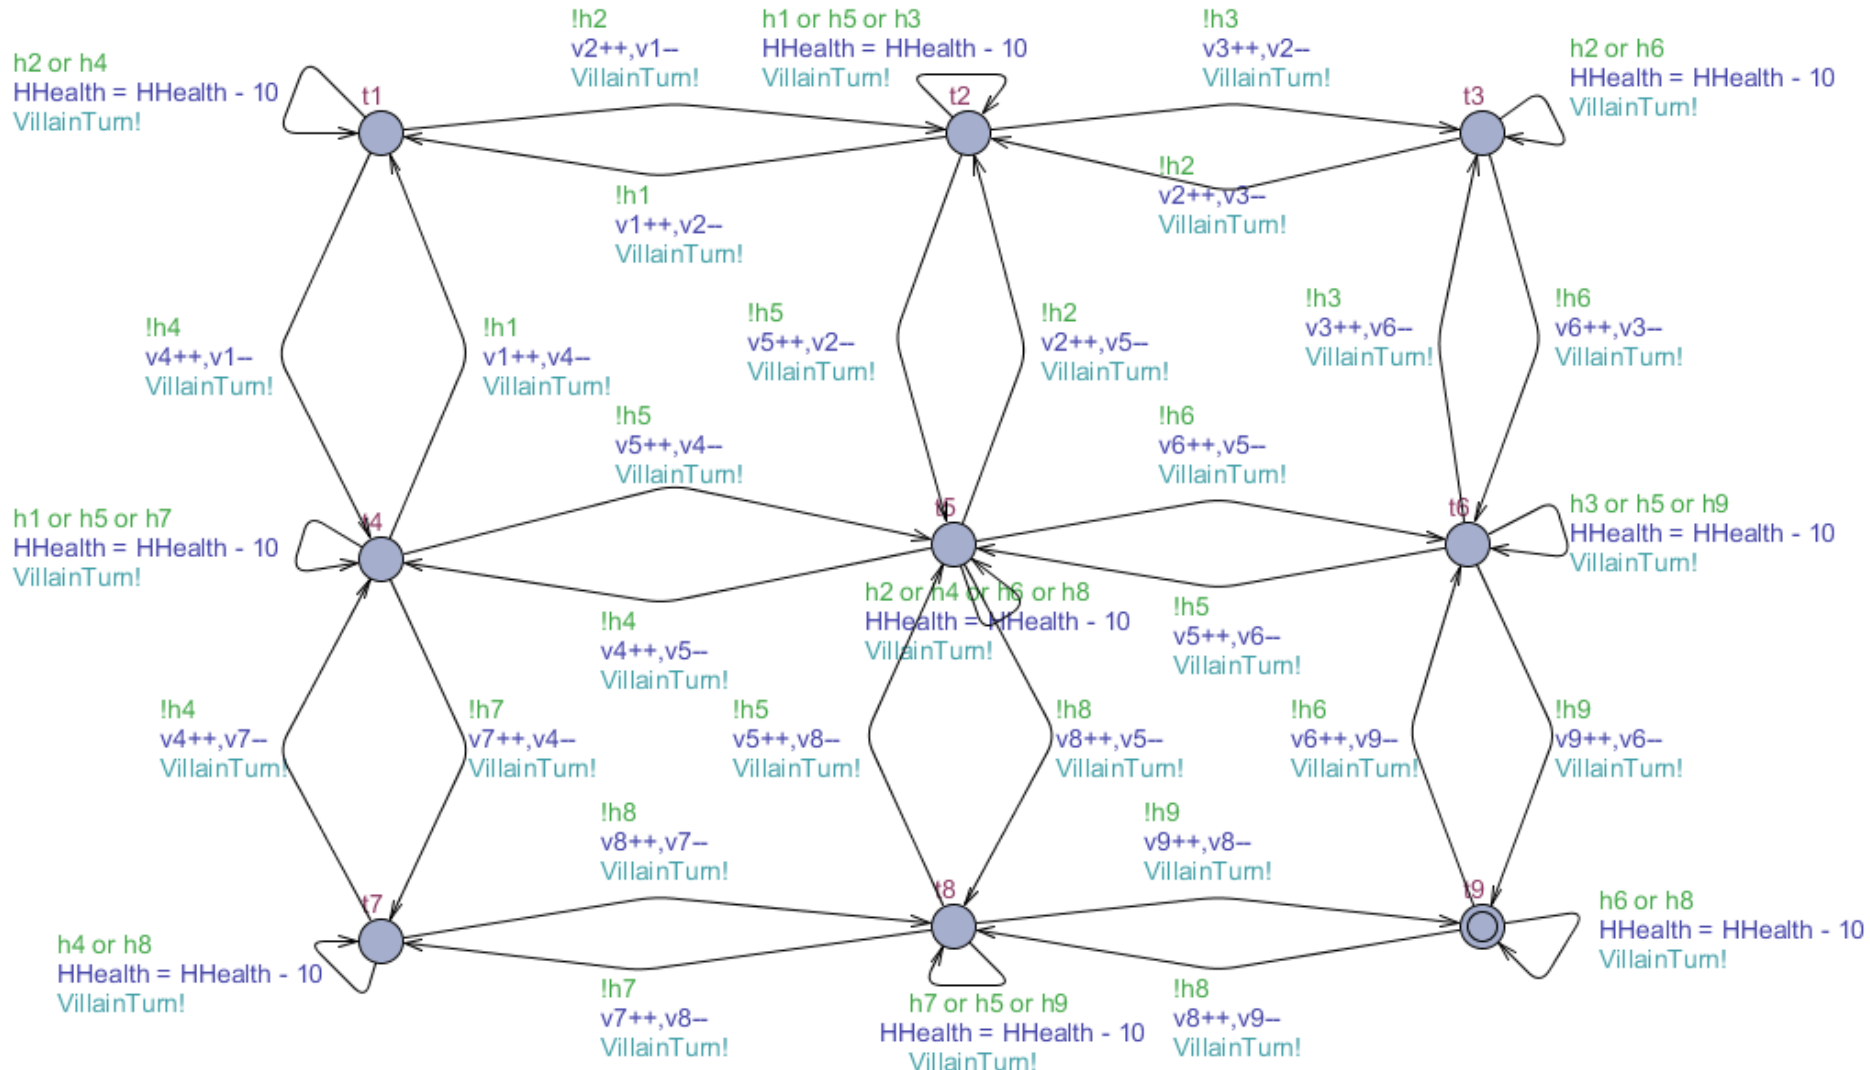 !h2
v2++,v1--
VillainTurn!
h1 or h5 or h3
HHealth = HHealth - 10
VillainTurn!
!h3
v3++,v2--
VillainTurn!
h2 or h6
HHealth = HHealth - 10
VillainTurn!
h2 or h4
HHealth = HHealth - 10
VillainTurn!
t1
t2
t3
!h1
v1++,v2--
VillainTurn!
!h2
v2++,v3--
VillainTurn!
!h4
v4++,v1--
VillainTurn!
!h1
v1++,v4--
VillainTurn!
!h5
v5++,v2--
VillainTurn!
!h2
v2++,v5--
VillainTurn!
!h3
v3++,v6--
VillainTurn!
!h6
v6++,v3--
VillainTurn!
!h5
v5++,v4--
VillainTurn!
!h6
v6++,v5--
VillainTurn!
h1 or h5 or h7
HHealth = HHealth - 10
VillainTurn!
t4
t5
t6
h3 or h5 or h9
HHealth = HHealth - 10
VillainTurn!
!h4
v4++,v5--
VillainTurn!
h2 or h4 or h6 or h8
HHealth = HHealth - 10
VillainTurn!
!h5
v5++,v6--
VillainTurn!
!h4
v4++,v7--
VillainTurn!
!h7
v7++,v4--
VillainTurn!
!h5
v5++,v8--
VillainTurn!
!h8
v8++,v5--
VillainTurn!
!h6
v6++,v9--
VillainTurn!
!h9
v9++,v6--
VillainTurn!
!h8
v8++,v7--
VillainTurn!
!h9
v9++,v8--
VillainTurn!
t7
t8
t9
h4 or h8
HHealth = HHealth - 10
VillainTurn!
h6 or h8
HHealth = HHealth - 10
VillainTurn!
!h7
v7++,v8--
VillainTurn!
h7 or h5 or h9
HHealth = HHealth - 10
VillainTurn!
!h8
v8++,v9--
VillainTurn!